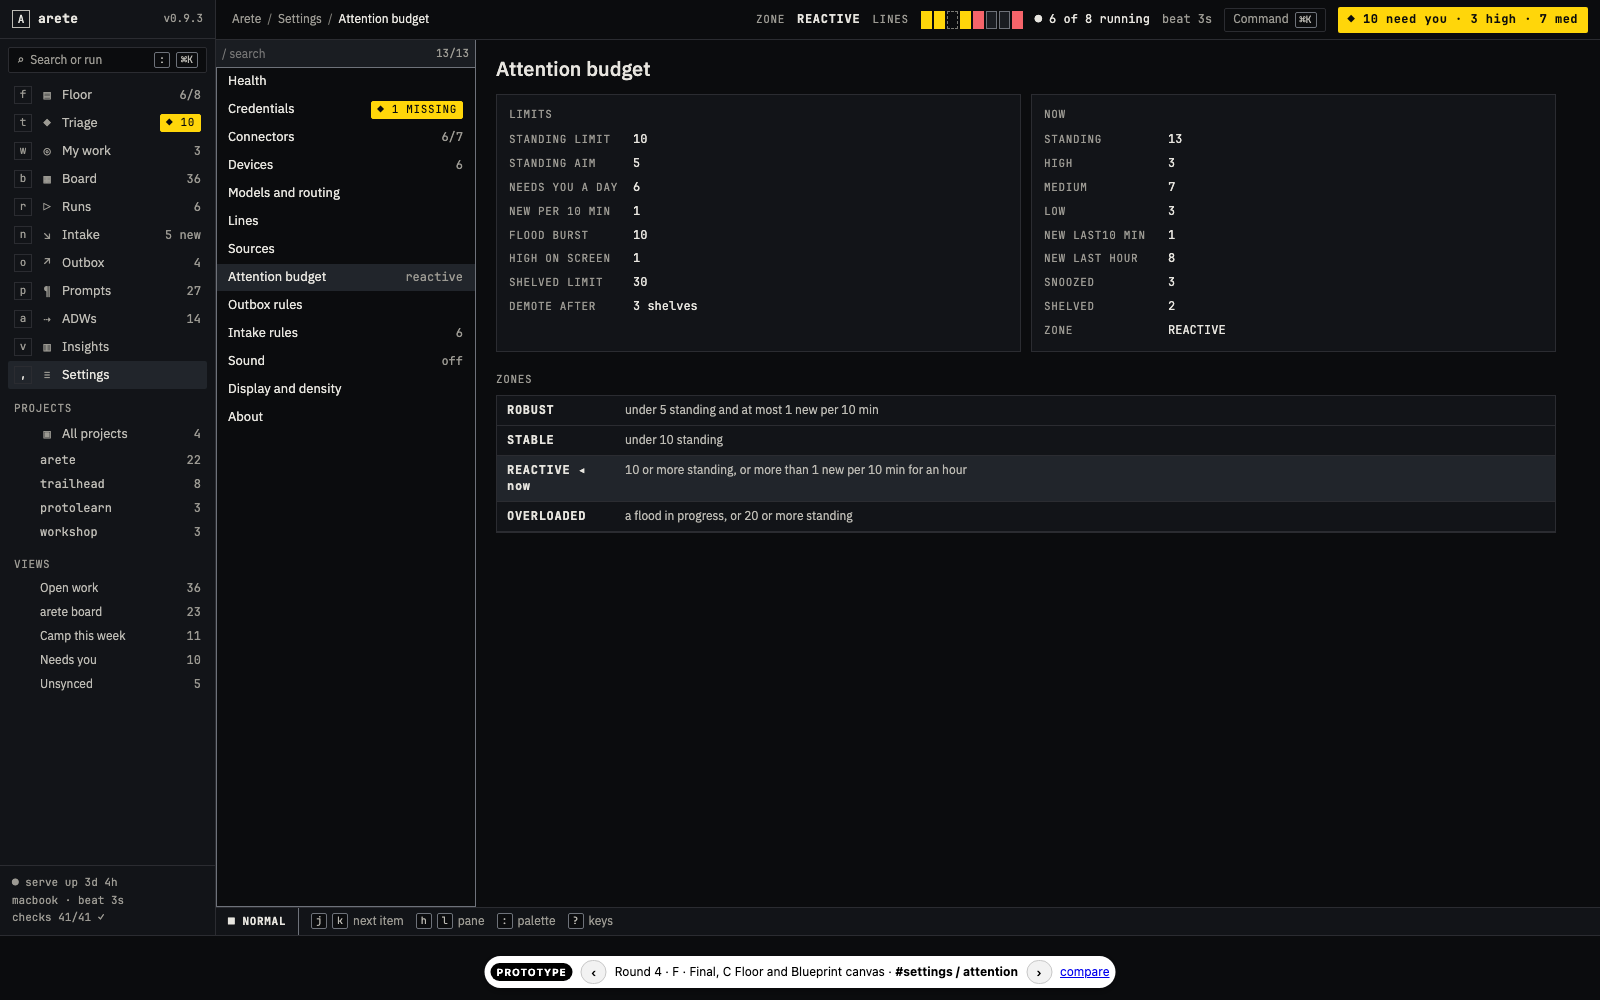 A arete v0.9.3
Arete / Settings / Attention budget
ZONE REACTIVE LINES 6 of 8 running beat 3s Command ⌘K ◆ 10 need you · 3 high · 7 med
Search or run : ⌘K
f Floor 6/8
t ◆ Triage ◆ 10
w My work 3
b Board 36
r Runs 6
n Intake 5 new
o Outbox 4
p ¶ Prompts 27
a ADWs 14
v Insights
, Settings
PROJECTS
All projects 4
arete 22
trailhead 8
protolearn 3
workshop 3
VIEWS
Open work 36
arete board 23
Camp this week 11
Needs you 10
Unsynced 5
● serve up 3d 4h
macbook · beat 3s
checks 41/41 ✓
/ search 13/13
Health
Credentials ◆ 1 MISSING
Connectors 6/7
Devices 6
Models and routing
Lines
Sources
Attention budget reactive
Outbox rules
Intake rules 6
Sound off
Display and density
About
Attention budget
LIMITS
STANDING LIMIT 10
STANDING AIM 5
NEEDS YOU A DAY 6
NEW PER 10 MIN 1
FLOOD BURST 10
HIGH ON SCREEN 1
SHELVED LIMIT 30
DEMOTE AFTER 3 shelves
NOW
STANDING 13
HIGH 3
MEDIUM 7
LOW 3
NEW LAST10 MIN 1
NEW LAST HOUR 8
SNOOZED 3
SHELVED 2
ZONE REACTIVE
ZONES
ROBUST under 5 standing and at most 1 new per 10 min
STABLE under 10 standing
REACTIVE ◂ 10 or more standing, or more than 1 new per 10 min for an hour
now
OVERLOADED a flood in progress, or 20 or more standing
■ NORMAL j k next item h l pane : palette ? keys
PROTOTYPE ‹ Round 4 · F · Final, C Floor and Blueprint canvas · #settings / attention › compare